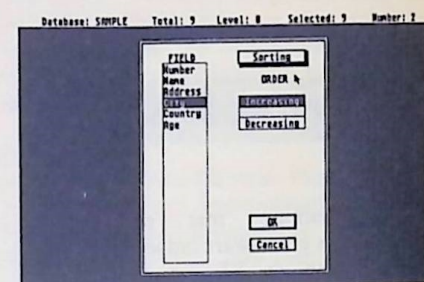 Database: SAMPLE Total: 9 Level: 0 Selected: 9 Number: 2
FIELD
Number
Name
Address
City
Country
Age
Sorting
ORDER
Increasing
Decreasing
OK
Cancel